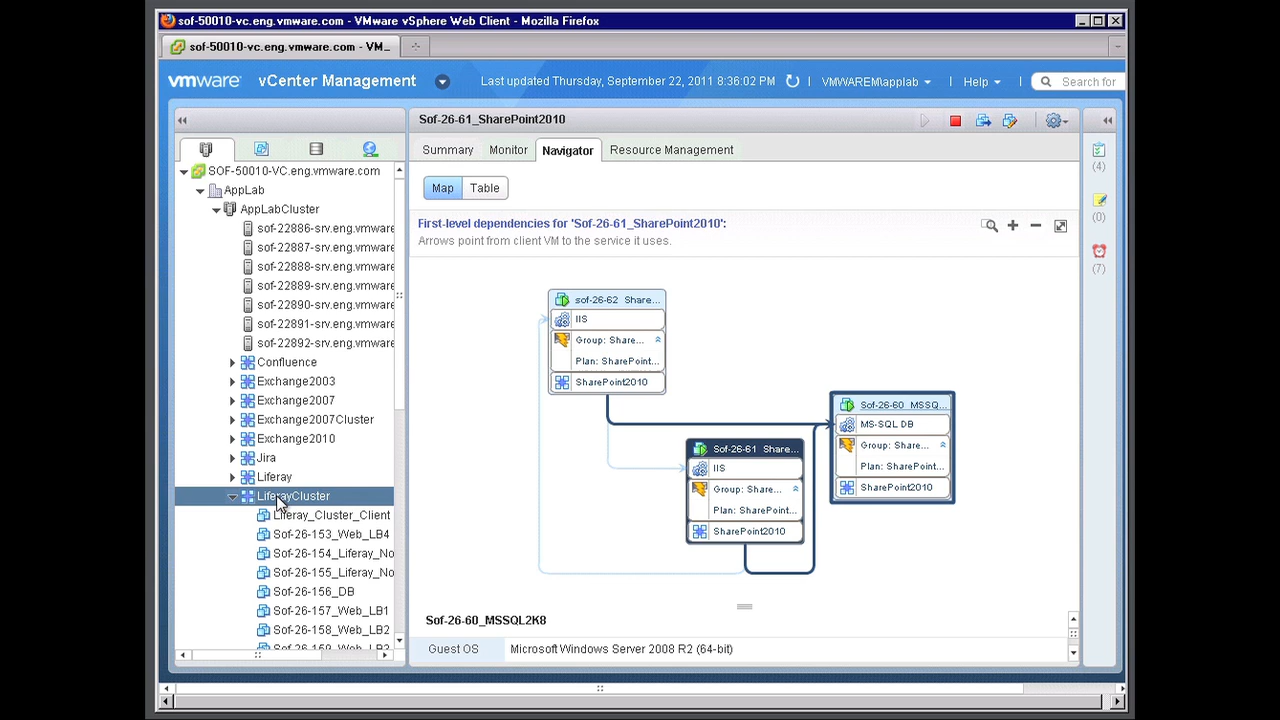 sof-50010-vc.eng.vmware.com - VMware vSphere Web Client - Mozilla Firefox
sof-50010-vc.eng.vmware.com - VM...
vmware vCenter Management Last updated Thursday, September 22, 2011 8:36:02 PM VMWAREM\applab Help Search for
Sof-26-61_SharePoint2010
Summary Monitor Navigator Resource Management
Map Table
First-level dependencies for 'Sof-26-61_SharePoint2010':
Arrows point from client VM to the service it uses.
SOF-50010-VC.eng.vmware.com
AppLab
AppLabCluster
sof-22886-srv.eng.vmware
sof-22887-srv.eng.vmware
sof-22888-srv.eng.vmware
sof-22889-srv.eng.vmware
sof-22890-srv.eng.vmware
sof-22891-srv.eng.vmware
sof-22892-srv.eng.vmware
Confluence
Exchange2003
Exchange2007
Exchange2007Cluster
Exchange2010
Jira
Liferay
LiferayCluster
Liferay_Cluster_Client
Sof-26-153_Web_LB4
Sof-26-154_Liferay_No
Sof-26-155_Liferay_No
Sof-26-156_DB
Sof-26-157_Web_LB1
Sof-26-158_Web_LB2
Sof-26-159_Web_LB3
sof-26-62 Share...
IIS
Group: Share...
Plan: SharePoint...
SharePoint2010
Sof-26-61 Share...
IIS
Group: Share...
Plan: SharePoint...
SharePoint2010
Sof-26-60 MSSQ...
MS-SQL DB
Group: Share...
Plan: SharePoint...
SharePoint2010
(4)
(0)
(7)
Sof-26-60_MSSQL2K8
Guest OS Microsoft Windows Server 2008 R2 (64-bit)